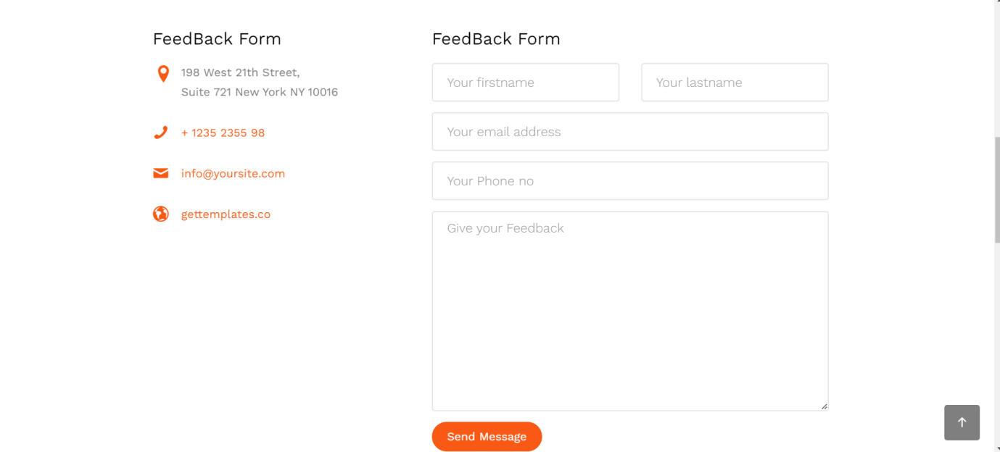 FeedBack Form
198 West 21th Street,
Suite 721 New York NY 10016
+ 1235 2355 98
info@yoursite.com
gettemplates.co
FeedBack Form
Your firstname
Your lastname
Your email address
Your Phone no
Give your Feedback
Send Message